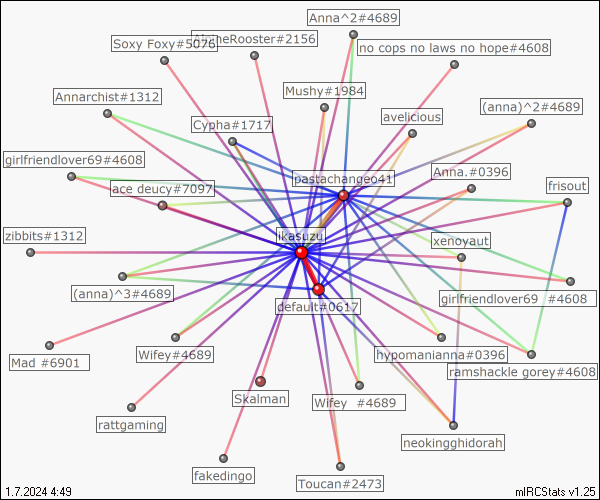 Anna^2#4689
Soxy Foxy#5076
Rooster#2156
no cops no laws no hope#4608
Mushy#1984
Annarchist#1312
(anna)^2#4689
avelicious
Cypha#1717
girlfriendlover69#4608
pastachangeo41
Anna.#0396
ace deucy#7097
frisout
ikasuzu
zibbits#1312
xenoyaut
(anna)^3#4689
girlfriendlover69 #4608
default#0617
Mad #6901
Wifey#4689
hypomanianna#0396
ramshackle gorey#4608
Skalman
Wifey #4689
rattgaming
neokingghidorah
fakedingo
Toucan#2473
1.7.2024 4:49
mIRCStats v1.25